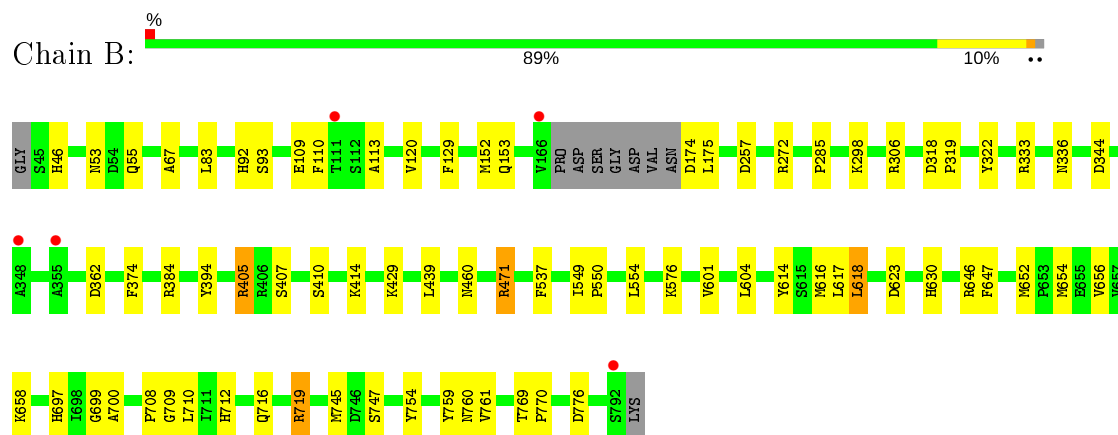 %
Chain B:
89%
10%
GLY S45 H46 N53 D54 Q55 A67 L83 H92 S93 E109 F110 T111 S112 A113 V120 F129 M152 Q153 V166 PRO ASP SER GLY ASP VAL ASN D174 L175 D257 R272 P285 K298 R306 D318 P319 Y322 R333 N336 D344
A348 A355 D362 F374 R384 Y394 R405 R406 S407 S410 K414 K429 L439 N460 R471 F537 I549 P550 L554 K576 V601 L604 Y614 S615 M616 L617 L618 D623 H630 R646 F647 M652 P653 M654 E655 V656 V657
K658 H697 I698 G699 A700 P708 G709 L710 I711 H712 Q716 R719 M745 D746 S747 Y754 Y759 N760 V761 T769 P770 D776 S792 LYS